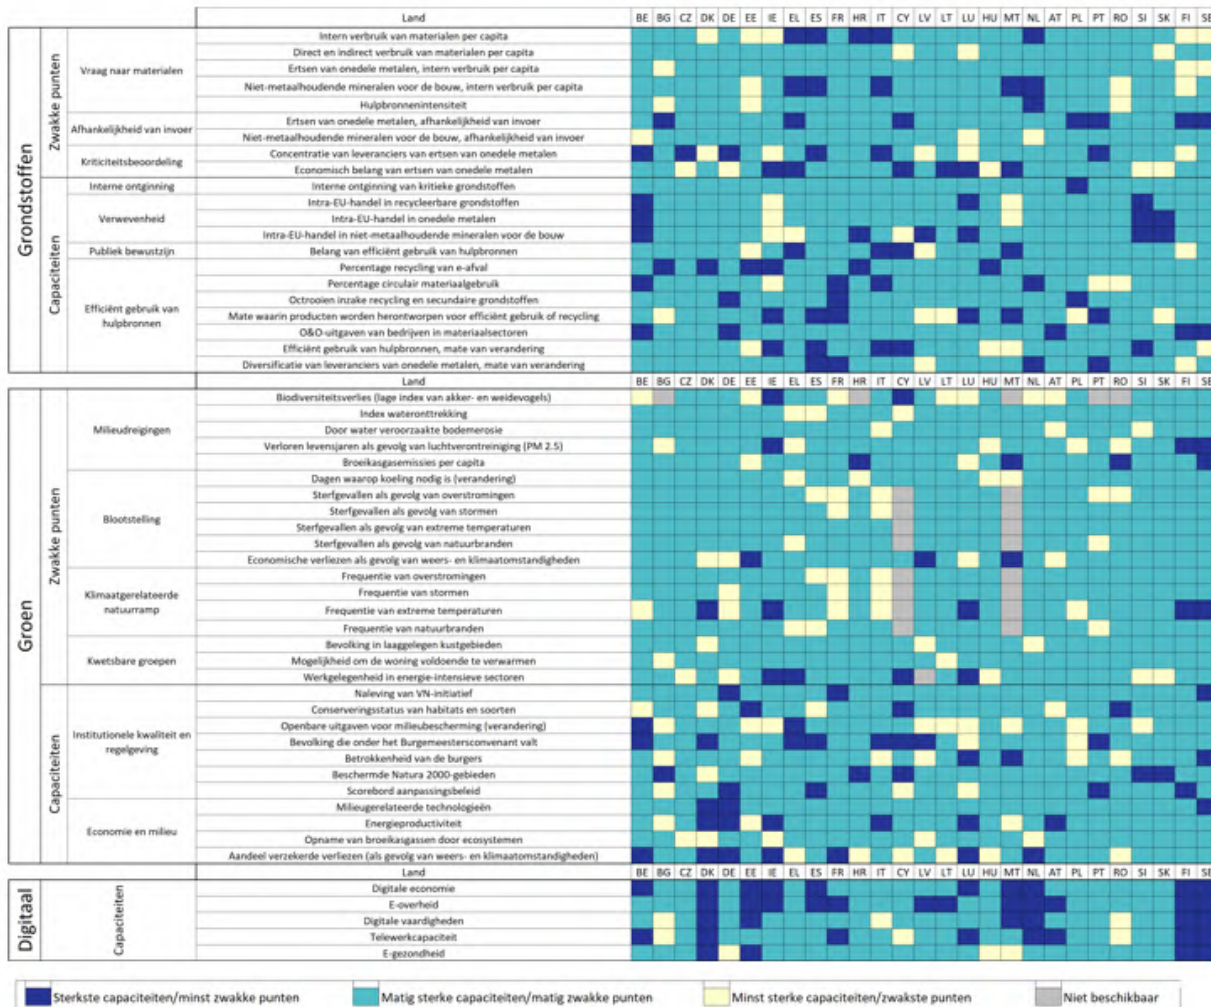 Land BE BG CZ DK DE EE IE EL ES FR HR IT CY LV LT LU HU MT NL AT PL PT RO SI SK FI SE
Grondstoffen
Zwakke punten
Vraag naar materialen
Intern verbruik van materialen per capita
Direct en indirect verbruik van materialen per capita
Ertsen van onedele metalen, intern verbruik per capita
Niet-metaalhoudende mineralen voor de bouw, intern verbruik per capita
Hulpbronnenintensiteit
Afhankelijkheid van invoer
Ertsen van onedele metalen, afhankelijkheid van invoer
Niet-metaalhoudende mineralen voor de bouw, afhankelijkheid van invoer
Kriticiteitsbeoordeling
Concentratie van leveranciers van ertsen van onedele metalen
Economisch belang van ertsen van onedele metalen
Capaciteiten
Interne ontginning
Interne ontginning van kritieke grondstoffen
Verwevenheid
Intra-EU-handel in recycleerbare grondstoffen
Intra-EU-handel in onedele metalen
Intra-EU-handel in niet-metaalhoudende mineralen voor de bouw
Publiek bewustzijn
Belang van efficiënt gebruik van hulpbronnen
Efficiënt gebruik van
hulpbronnen
Percentage recycling van e-afval
Percentage circulair materiaalgebruik
Octrooien inzake recycling en secundaire grondstoffen
Mate waarin producten worden herontworpen voor efficiënt gebruik of recycling
O&O-uitgaven van bedrijven in materiaalsectoren
Efficiënt gebruik van hulpbronnen, mate van verandering
Diversificatie van leveranciers van onedele metalen, mate van verandering
Land BE BG CZ DK DE EE IE EL ES FR HR IT CY LV LT LU HU MT NL AT PL PT RO SI SK FI SE
Groen
Zwakke punten
Milieudreigingen
Biodiversiteitsverlies (lage index van akker- en weidevogels)
Index wateronttrekking
Door water veroorzaakte bodemerosie
Verloren levensjaren als gevolg van luchtverontreiniging (PM 2.5)
Broeikasgasemissies per capita
Blootstelling
Dagen waarop koeling nodig is (verandering)
Sterfgevallen als gevolg van overstromingen
Sterfgevallen als gevolg van stormen
Sterfgevallen als gevolg van extreme temperaturen
Sterfgevallen als gevolg van natuurbranden
Economische verliezen als gevolg van weers- en klimaatomstandigheden
Klimaatgerelateerde
natuurramp
Frequentie van overstromingen
Frequentie van stormen
Frequentie van extreme temperaturen
Frequentie van natuurbranden
Kwetsbare groepen
Bevolking in laaggelegen kustgebieden
Mogelijkheid om de woning voldoende te verwarmen
Werkgelegenheid in energie-intensieve sectoren
Capaciteiten
Institutionele kwaliteit en
regelgeving
Naleving van VN-initiatief
Conserveringsstatus van habitats en soorten
Openbare uitgaven voor milieubescherming (verandering)
Bevolking die onder het Burgemeestersconvenant valt
Betrokkenheid van de burgers
Beschermde Natura 2000-gebieden
Scorebord aanpassingsbeleid
Economie en milieu
Milieugerelateerde technologieën
Energieproductiviteit
Opname van broeikasgassen door ecosystemen
Aandeel verzekerde verliezen (als gevolg van weers- en klimaatomstandigheden)
Land BE BG CZ DK DE EE IE EL ES FR HR IT CY LV LT LU HU MT NL AT PL PT RO SI SK FI SE
Digitaal
Capaciteiten
Digitale economie
E-overheid
Digitale vaardigheden
Telewerkcapaciteit
E-gezondheid
Sterkste capaciteiten/minst zwakke punten
Matig sterke capaciteiten/matig zwakke punten
Minst sterke capaciteiten/zwakste punten
Niet beschikbaar